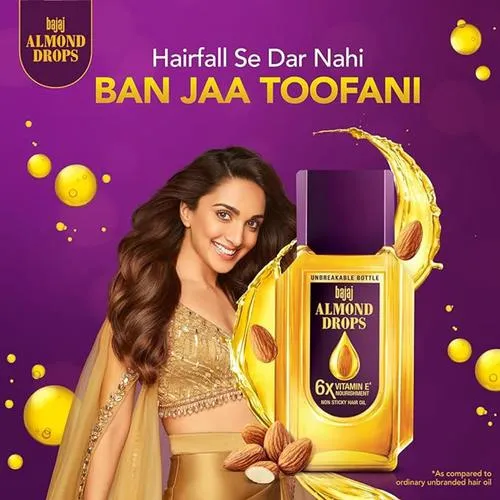 bajaj
ALMOND
DROPS
Hairfall Se Dar Nahi
BAN JAA TOOFANI
UNBREAKABLE BOTTLE
bajaj
ALMOND
DROPS
6X VITAMIN E*
NOURISHMENT
NON STICKY HAIR OIL
*As compared to
ordinary unbranded hair oil